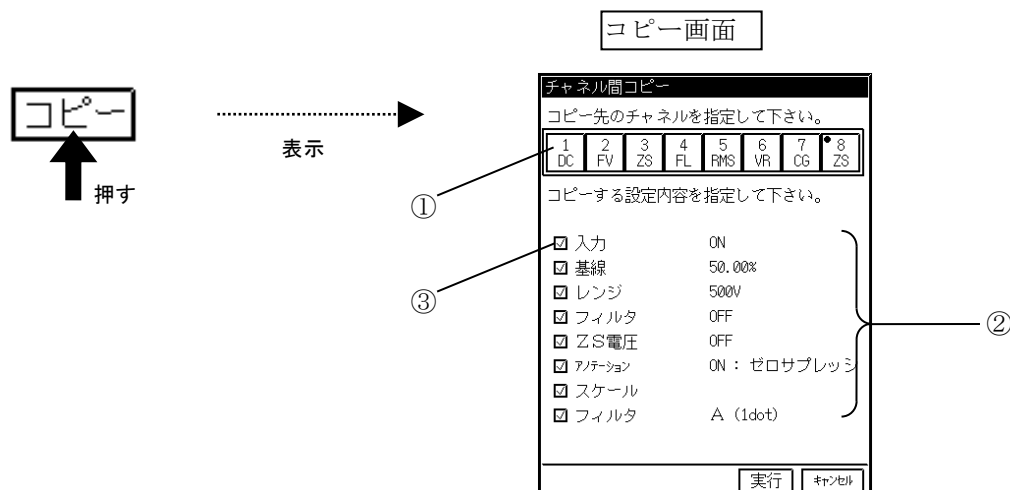 コピー画面
コピー
表示
押す
チャネル間コピー
コピー先のチャネルを指定して下さい。
1 2 3 4 5 6 7 8
DC FV ZS FL RMS VR CG ZS
①
コピーする設定内容を指定して下さい。
入力 ON
基線 50.00%
レンジ 500V
フィルタ OFF
ZS電圧 OFF
アノテーション ON : ゼロサプレッシ
スケール
フィルタ A (1dot)
③
②
実行 キャンセル